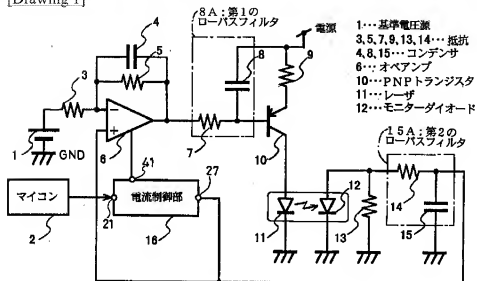 [Drawing 1]
8A:第1の
ローパスフィルタ
電源
1…基準電圧源
3,5,7,9,13,14…抵抗
4,8,15…コンデンサ
6…オペアンプ
10…PNPトランジスタ
11…レーザ
12…モニターダイオード
4
5
3
8
9
1
GND
6
7
10
15A:第2の
ローパスフィルタ
41
27
12
14
マイコン
電流制御部
21
2
16
11
13
15